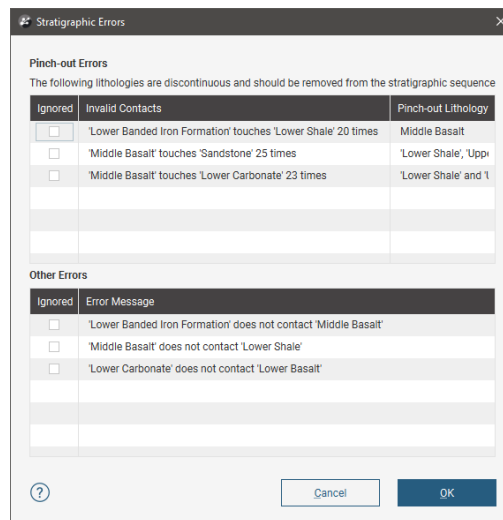 Stratigraphic Errors
Pinch-out Errors
The following lithologies are discontinuous and should be removed from the stratigraphic sequence
Ignored Invalid Contacts Pinch-out Lithology
'Lower Banded Iron Formation' touches 'Lower Shale' 20 times Middle Basalt
'Middle Basalt' touches 'Sandstone' 25 times 'Lower Shale', 'Upp
'Middle Basalt' touches 'Lower Carbonate' 23 times 'Lower Shale' and '
Other Errors
Ignored Error Message
'Lower Banded Iron Formation' does not contact 'Middle Basalt'
'Middle Basalt' does not contact 'Lower Shale'
'Lower Carbonate' does not contact 'Lower Basalt'
?
Cancel OK